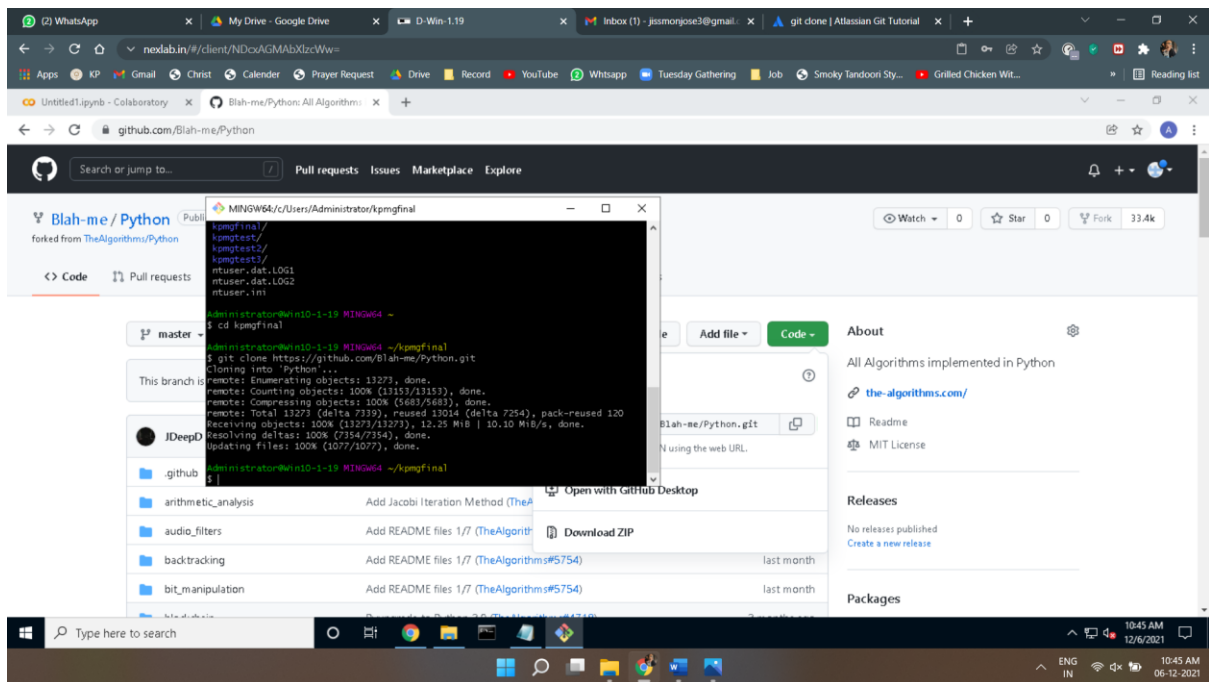 (2) WhatsApp
My Drive - Google Drive
D-Win-1.19
Inbox (1) - jissmonjose3@gmail.c
git clone | Atlassian Git Tutorial
nexlab.in/#/client/NDcxAGMAbXlzcWw=
Apps KP Gmail Christ Calender Prayer Request Drive Record YouTube Whtsapp Tuesday Gathering Job Smoky Tandoori Sty... Grilled Chicken Wit... » Reading list
Untitled1.ipynb - Colaboratory
Blah-me/Python: All Algorithms
github.com/Blah-me/Python
A
Search or jump to... /
Pull requests Issues Marketplace Explore
Blah-me / Python
forked from TheAlgorithms/Python
Watch 0 Star 0 Fork 33.4k
<> Code Pull requests
MINGW64:/c/Users/Administrator/kpmgfinal
kpmgfinal/
kpmgtest/
kpmgtest2/
kpmgtest3/
ntuser.dat.LOG1
ntuser.dat.LOG2
ntuser.ini
Administrator@Win10-1-19 MINGW64 ~
$ cd kpmgfinal
Administrator@Win10-1-19 MINGW64 ~/kpmgfinal
$ git clone https://github.com/Blah-me/Python.git
Cloning into 'Python'...
remote: Enumerating objects: 13273, done.
remote: Counting objects: 100% (13153/13153), done.
remote: Compressing objects: 100% (5683/5683), done.
remote: Total 13273 (delta 7339), reused 13014 (delta 7254), pack-reused 120
Receiving objects: 100% (13273/13273), 12.25 MiB | 10.10 MiB/s, done.
Resolving deltas: 100% (7354/7354), done.
Updating files: 100% (1077/1077), done.
Administrator@Win10-1-19 MINGW64 ~/kpmgfinal
$
master
Add file
Code
This branch is
Blah-me/Python.git
using the web URL.
Open with GitHub Desktop
Download ZIP
JDeepD
.github
arithmetic_analysis Add Jacobi Iteration Method (TheA
audio_filters Add README files 1/7 (TheAlgorith
backtracking Add README files 1/7 (TheAlgorithms#5754) last month
bit_manipulation Add README files 1/7 (TheAlgorithms#5754) last month
About
All Algorithms implemented in Python
the-algorithms.com/
Readme
MIT License
Releases
No releases published
Create a new release
Packages
Type here to search
10:45 AM
12/6/2021
ENG
IN
10:45 AM
06-12-2021